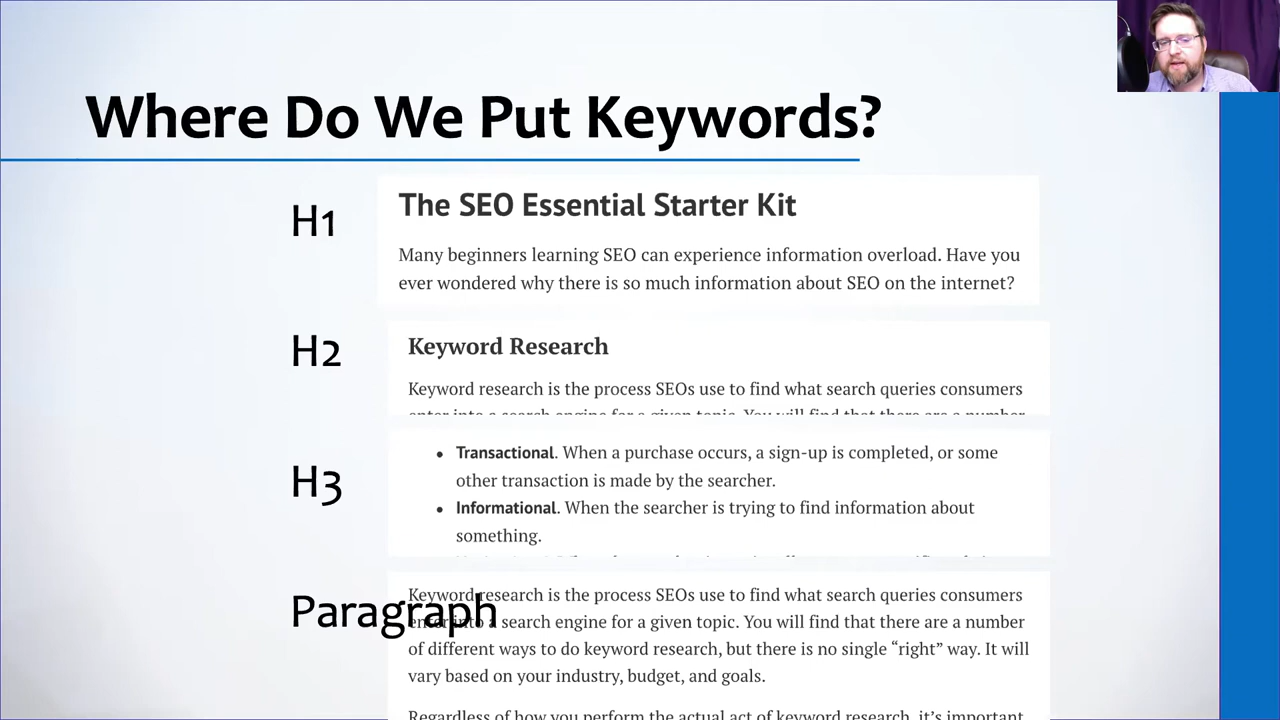 Where Do We Put Keywords?
H1
The SEO Essential Starter Kit
Many beginners learning SEO can experience information overload. Have you
ever wondered why there is so much information about SEO on the internet?
H2
Keyword Research
Keyword research is the process SEOs use to find what search queries consumers
enter into a search engine for a given topic. You will find that there are a number
H3
• Transactional. When a purchase occurs, a sign-up is completed, or some
other transaction is made by the searcher.
• Informational. When the searcher is trying to find information about
something.
Paragraph
Keyword research is the process SEOs use to find what search queries consumers
enter into a search engine for a given topic. You will find that there are a number
of different ways to do keyword research, but there is no single “right” way. It will
vary based on your industry, budget, and goals.
Regardless of how you perform the actual act of keyword research, it’s important